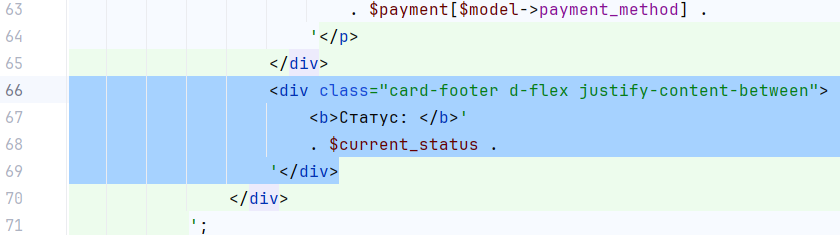 63 . $payment[$model->payment_method] .
64 '</p>
65 </div>
66 <div class="card-footer d-flex justify-content-between">
67 <b>Статус: </b>'
68 . $current_status .
69 '</div>
70 </div>
71 ';